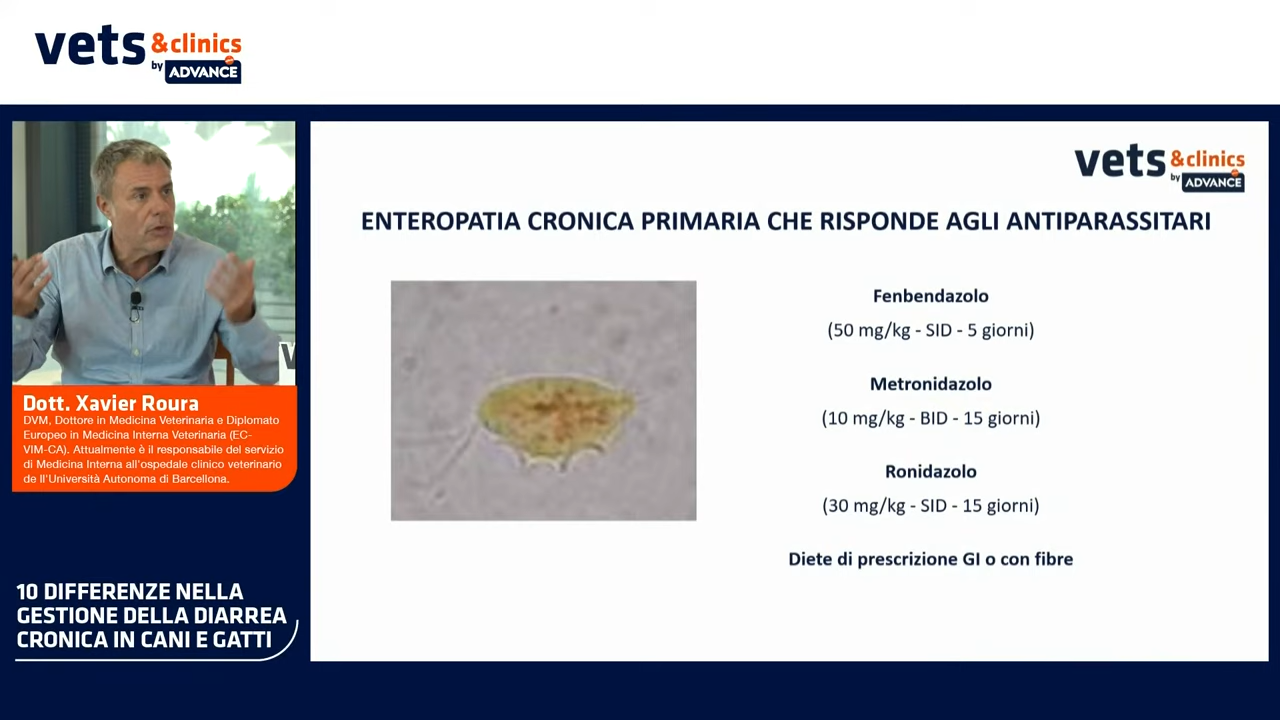 vets &clinics
by ADVANCE
vets &clinics
by ADVANCE
ENTEROPATIA CRONICA PRIMARIA CHE RISPONDE AGLI ANTIPARASSITARI
Fenbendazolo
(50 mg/kg - SID - 5 giorni)
Metronidazolo
(10 mg/kg - BID - 15 giorni)
Ronidazolo
(30 mg/kg - SID - 15 giorni)
Diete di prescrizione GI o con fibre
Dott. Xavier Roura
DVM, Dottore in Medicina Veterinaria e Diplomato
Europeo in Medicina Interna Veterinaria (EC-
VIM-CA). Attualmente è il responsabile del servizio
di Medicina Interna all'ospedale clinico veterinario
de ll'Università Autonoma di Barcellona.
10 DIFFERENZE NELLA
GESTIONE DELLA DIARREA
CRONICA IN CANI E GATTI